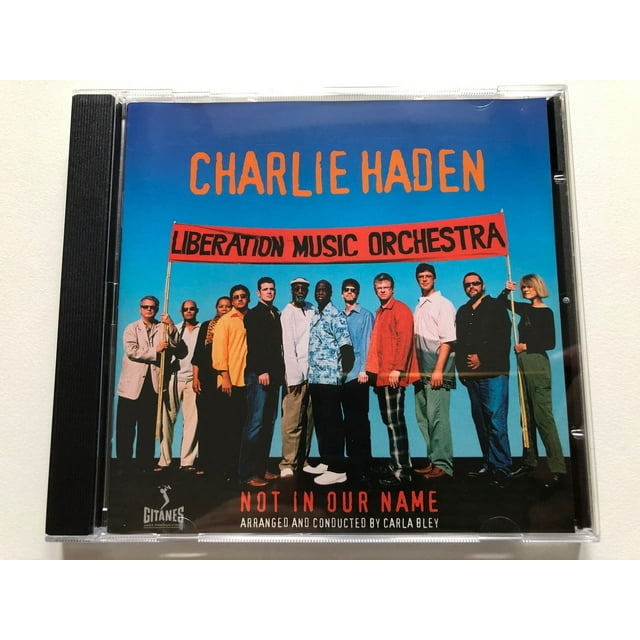 CHARLIE HADEN
LIBERATION MUSIC ORCHESTRA
NOT IN OUR NAME
ARRANGED AND CONDUCTED BY CARLA BLEY
GITANES